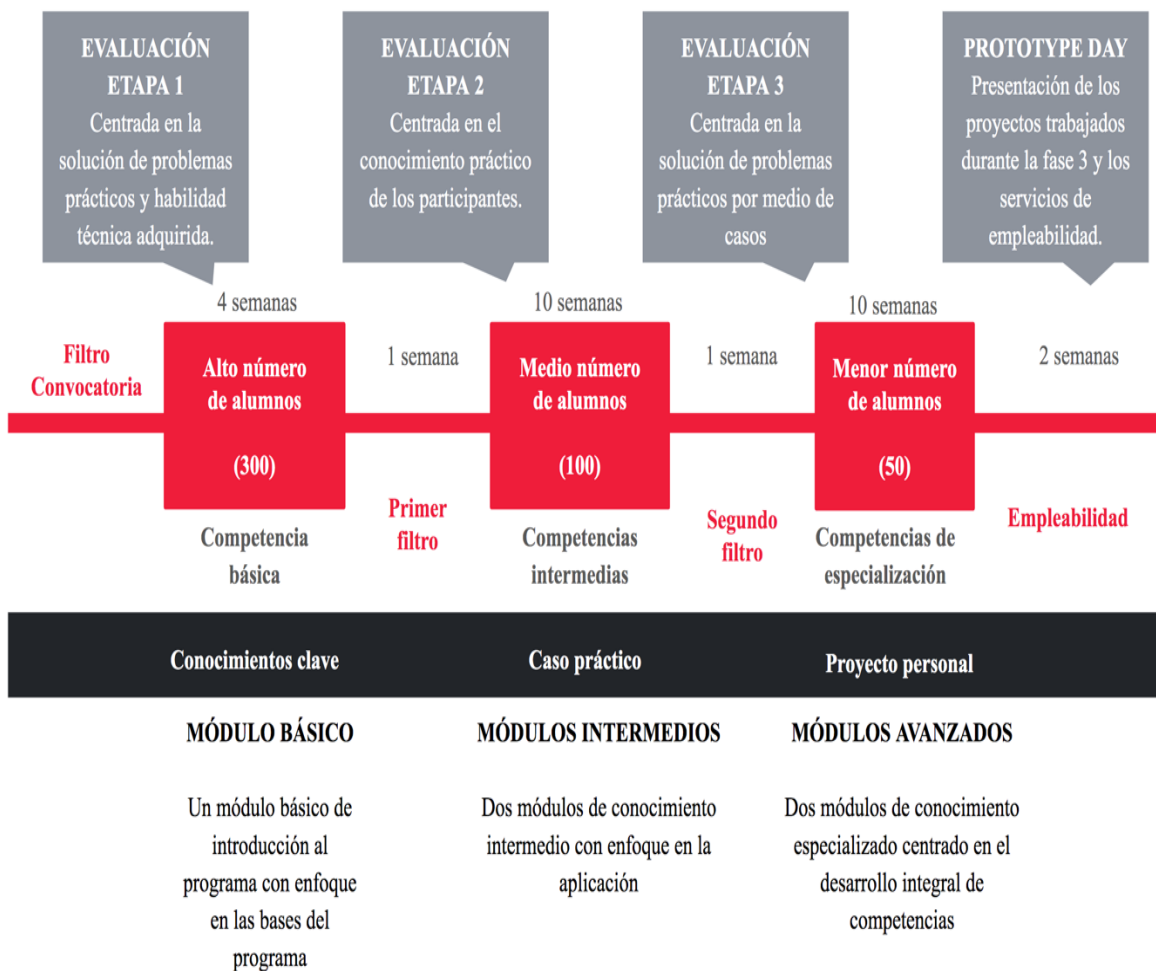 EVALUACIÓN
ETAPA 1
Centrada en la
solución de problemas
prácticos y habilidad
técnica adquirida.
EVALUACIÓN
ETAPA 2
Centrada en el
conocimiento práctico
de los participantes.
EVALUACIÓN
ETAPA 3
Centrada en la
solución de problemas
prácticos por medio de
casos
PROTOTYPE DAY
Presentación de los
proyectos trabajados
durante la fase 3 y los
servicios de
empleabilidad.
Filtro
Convocatoria
4 semanas
Alto número
de alumnos
(300)
Competencia
básica
1 semana
Primer
filtro
10 semanas
Medio número
de alumnos
(100)
Competencias
intermedias
1 semana
Segundo
filtro
10 semanas
Menor número
de alumnos
(50)
Competencias de
especialización
2 semanas
Empleabilidad
Conocimientos clave
Caso práctico
Proyecto personal
MÓDULO BÁSICO
Un módulo básico de
introducción al
programa con enfoque
en las bases del
programa
MÓDULOS INTERMEDIOS
Dos módulos de conocimiento
intermedio con enfoque en la
aplicación
MÓDULOS AVANZADOS
Dos módulos de conocimiento
especializado centrado en el
desarrollo integral de
competencias